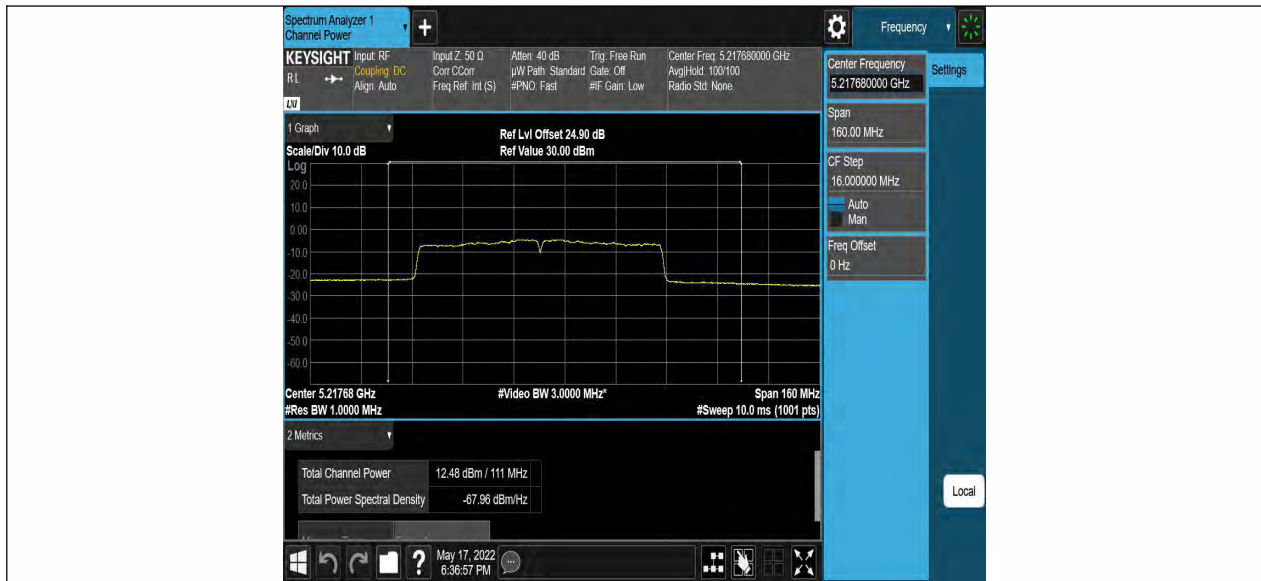 Spectrum Analyzer 1
Channel Power
+
Frequency
KEYSIGHT
RL
LXI
Input: RF
Coupling: DC
Align: Auto
Input Z: 50 Ω
Corr CCorr
Freq Ref: Int (S)
Atten: 40 dB
µW Path: Standard
#PNO: Fast
Trig: Free Run
Gate: Off
#IF Gain: Low
Center Freq: 5.217680000 GHz
Avg|Hold: 100/100
Radio Std: None
Center Frequency
5.217680000 GHz
Settings
Span
160.00 MHz
CF Step
16.000000 MHz
Auto
Man
Freq Offset
0 Hz
Local
1 Graph
Scale/Div 10.0 dB
Ref Lvl Offset 24.90 dB
Ref Value 30.00 dBm
Log
20.0
10.0
0.00
-10.0
-20.0
-30.0
-40.0
-50.0
-60.0
Center 5.21768 GHz
#Video BW 3.0000 MHz*
Span 160 MHz
#Res BW 1.0000 MHz
#Sweep 10.0 ms (1001 pts)
2 Metrics
Total Channel Power 12.48 dBm / 111 MHz
Total Power Spectral Density -67.96 dBm/Hz
?
May 17, 2022
6:36:57 PM